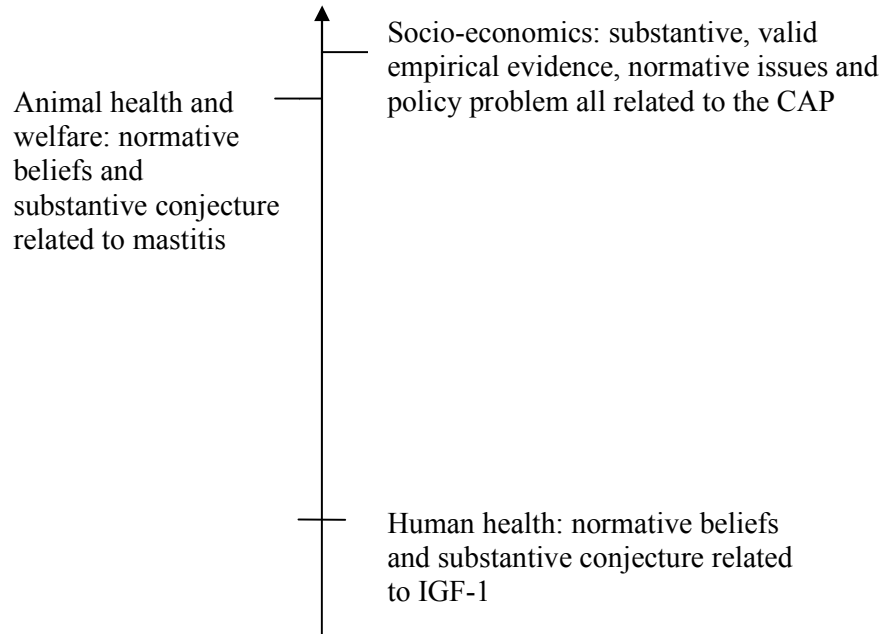 Socio-economics: substantive, valid
empirical evidence, normative issues and
policy problem all related to the CAP
Animal health and
welfare: normative
beliefs and
substantive conjecture
related to mastitis
Human health: normative beliefs
and substantive conjecture related
to IGF-1